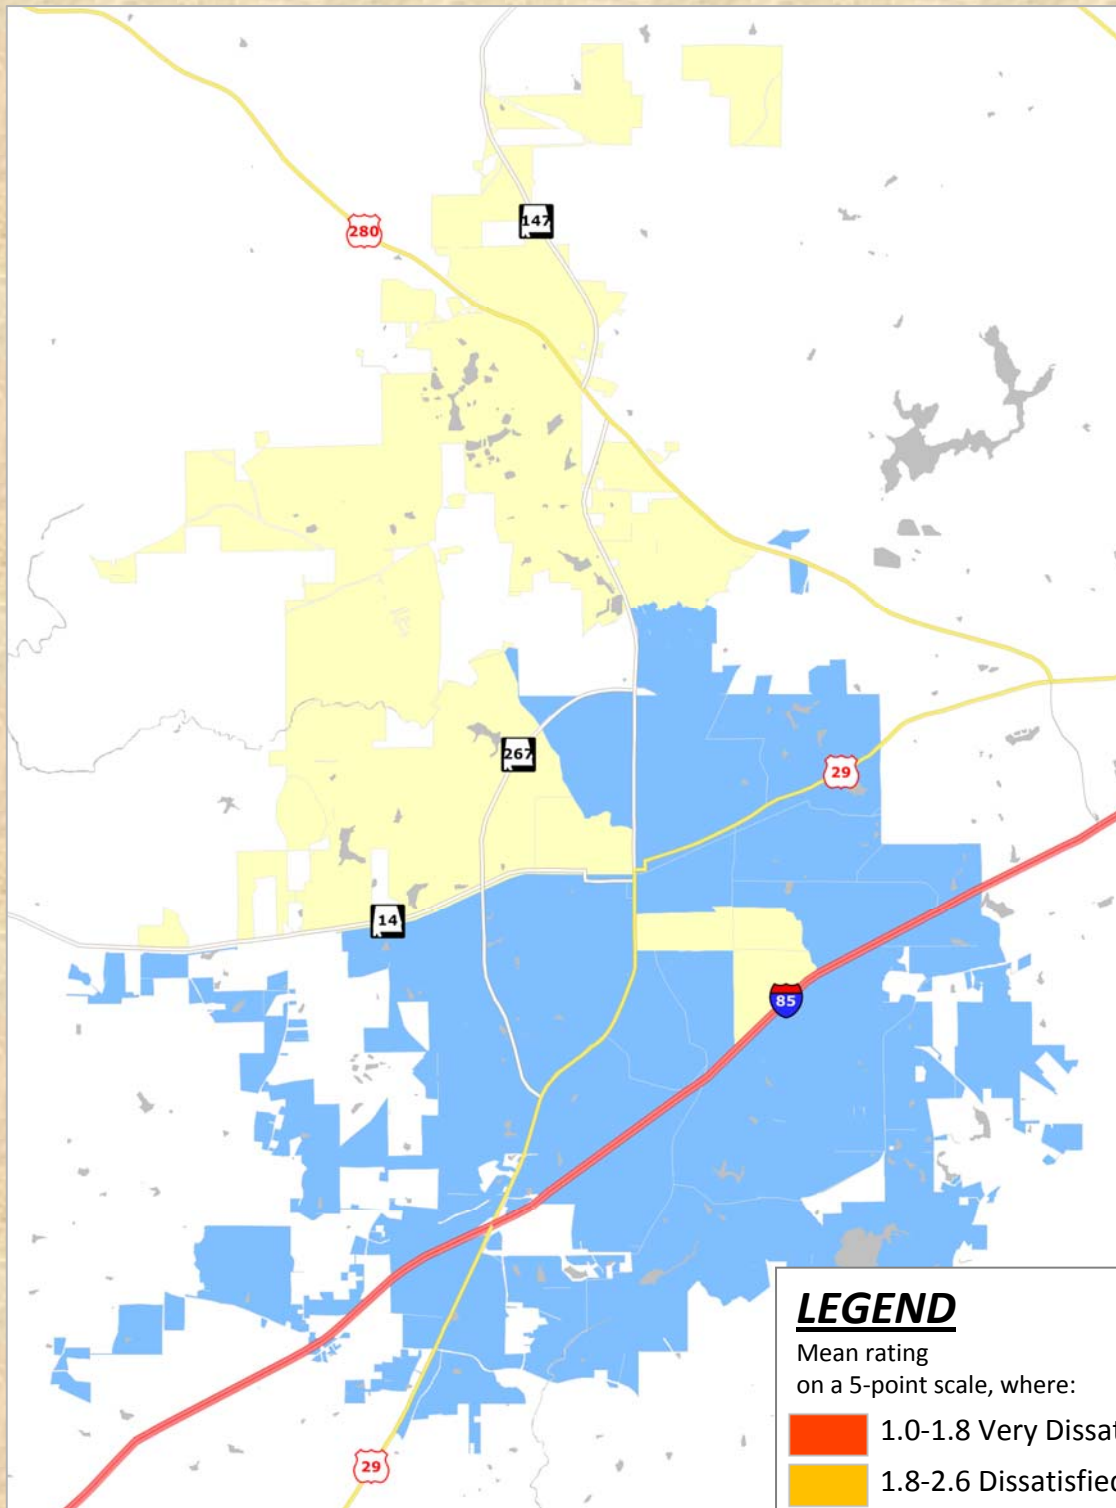 147
280
267
29
14
85
29
LEGEND
Mean rating
on a 5-point scale, where:
1.0-1.8 Very Dissat
1.8-2.6 Dissatisfied